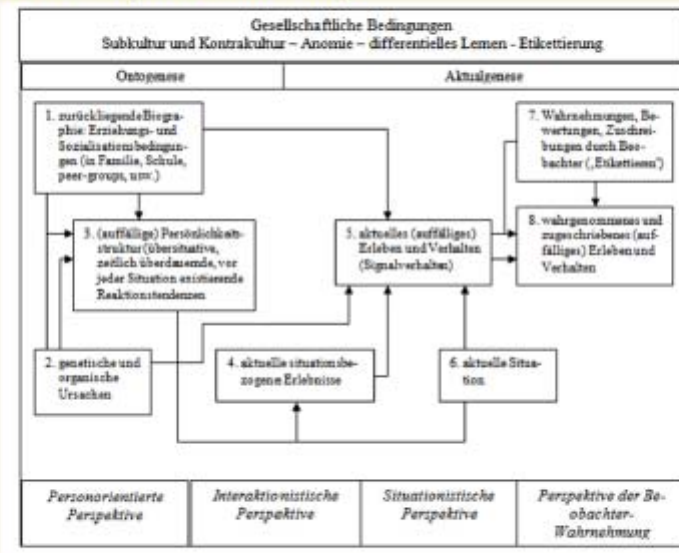 Gesellschaftliche Bedingungen
Subkultur und Kontrakultur – Anomie – differentielles Lernen - Etikettierung
Ontogenese
Aktualgenese
1. zurückliegende Biogra-
phie: Erziehungs- und
Sozialisationsbedingun-
gen (in Familie, Schule,
peer-groups, usw.)
7. Wahrnehmungen, Be-
wertungen, Zuschrei-
bungen durch Beo-
bachter („Etikettieren“)
3. (auffällige) Persönlichkeits-
struktur (übersituative,
zeitlich überdauernde, vor
jeder Situation existierende
Reaktionstendenzen
5. aktuelles (auffälliges)
Erleben und Verhalten
(Signalverhalten)
8. wahrgenommenes und
zugeschriebenes (auf-
fälliges) Erleben und
Verhalten
2. genetische und
organische
Ursachen
4. aktuelle situationsbe-
zogene Erlebnisse
6. aktuelle Situa-
tion
Personorientierte
Perspektive
Interaktionistische
Perspektive
Situationistische
Perspektive
Perspektive der Be-
obachter-
Wahrnehmung